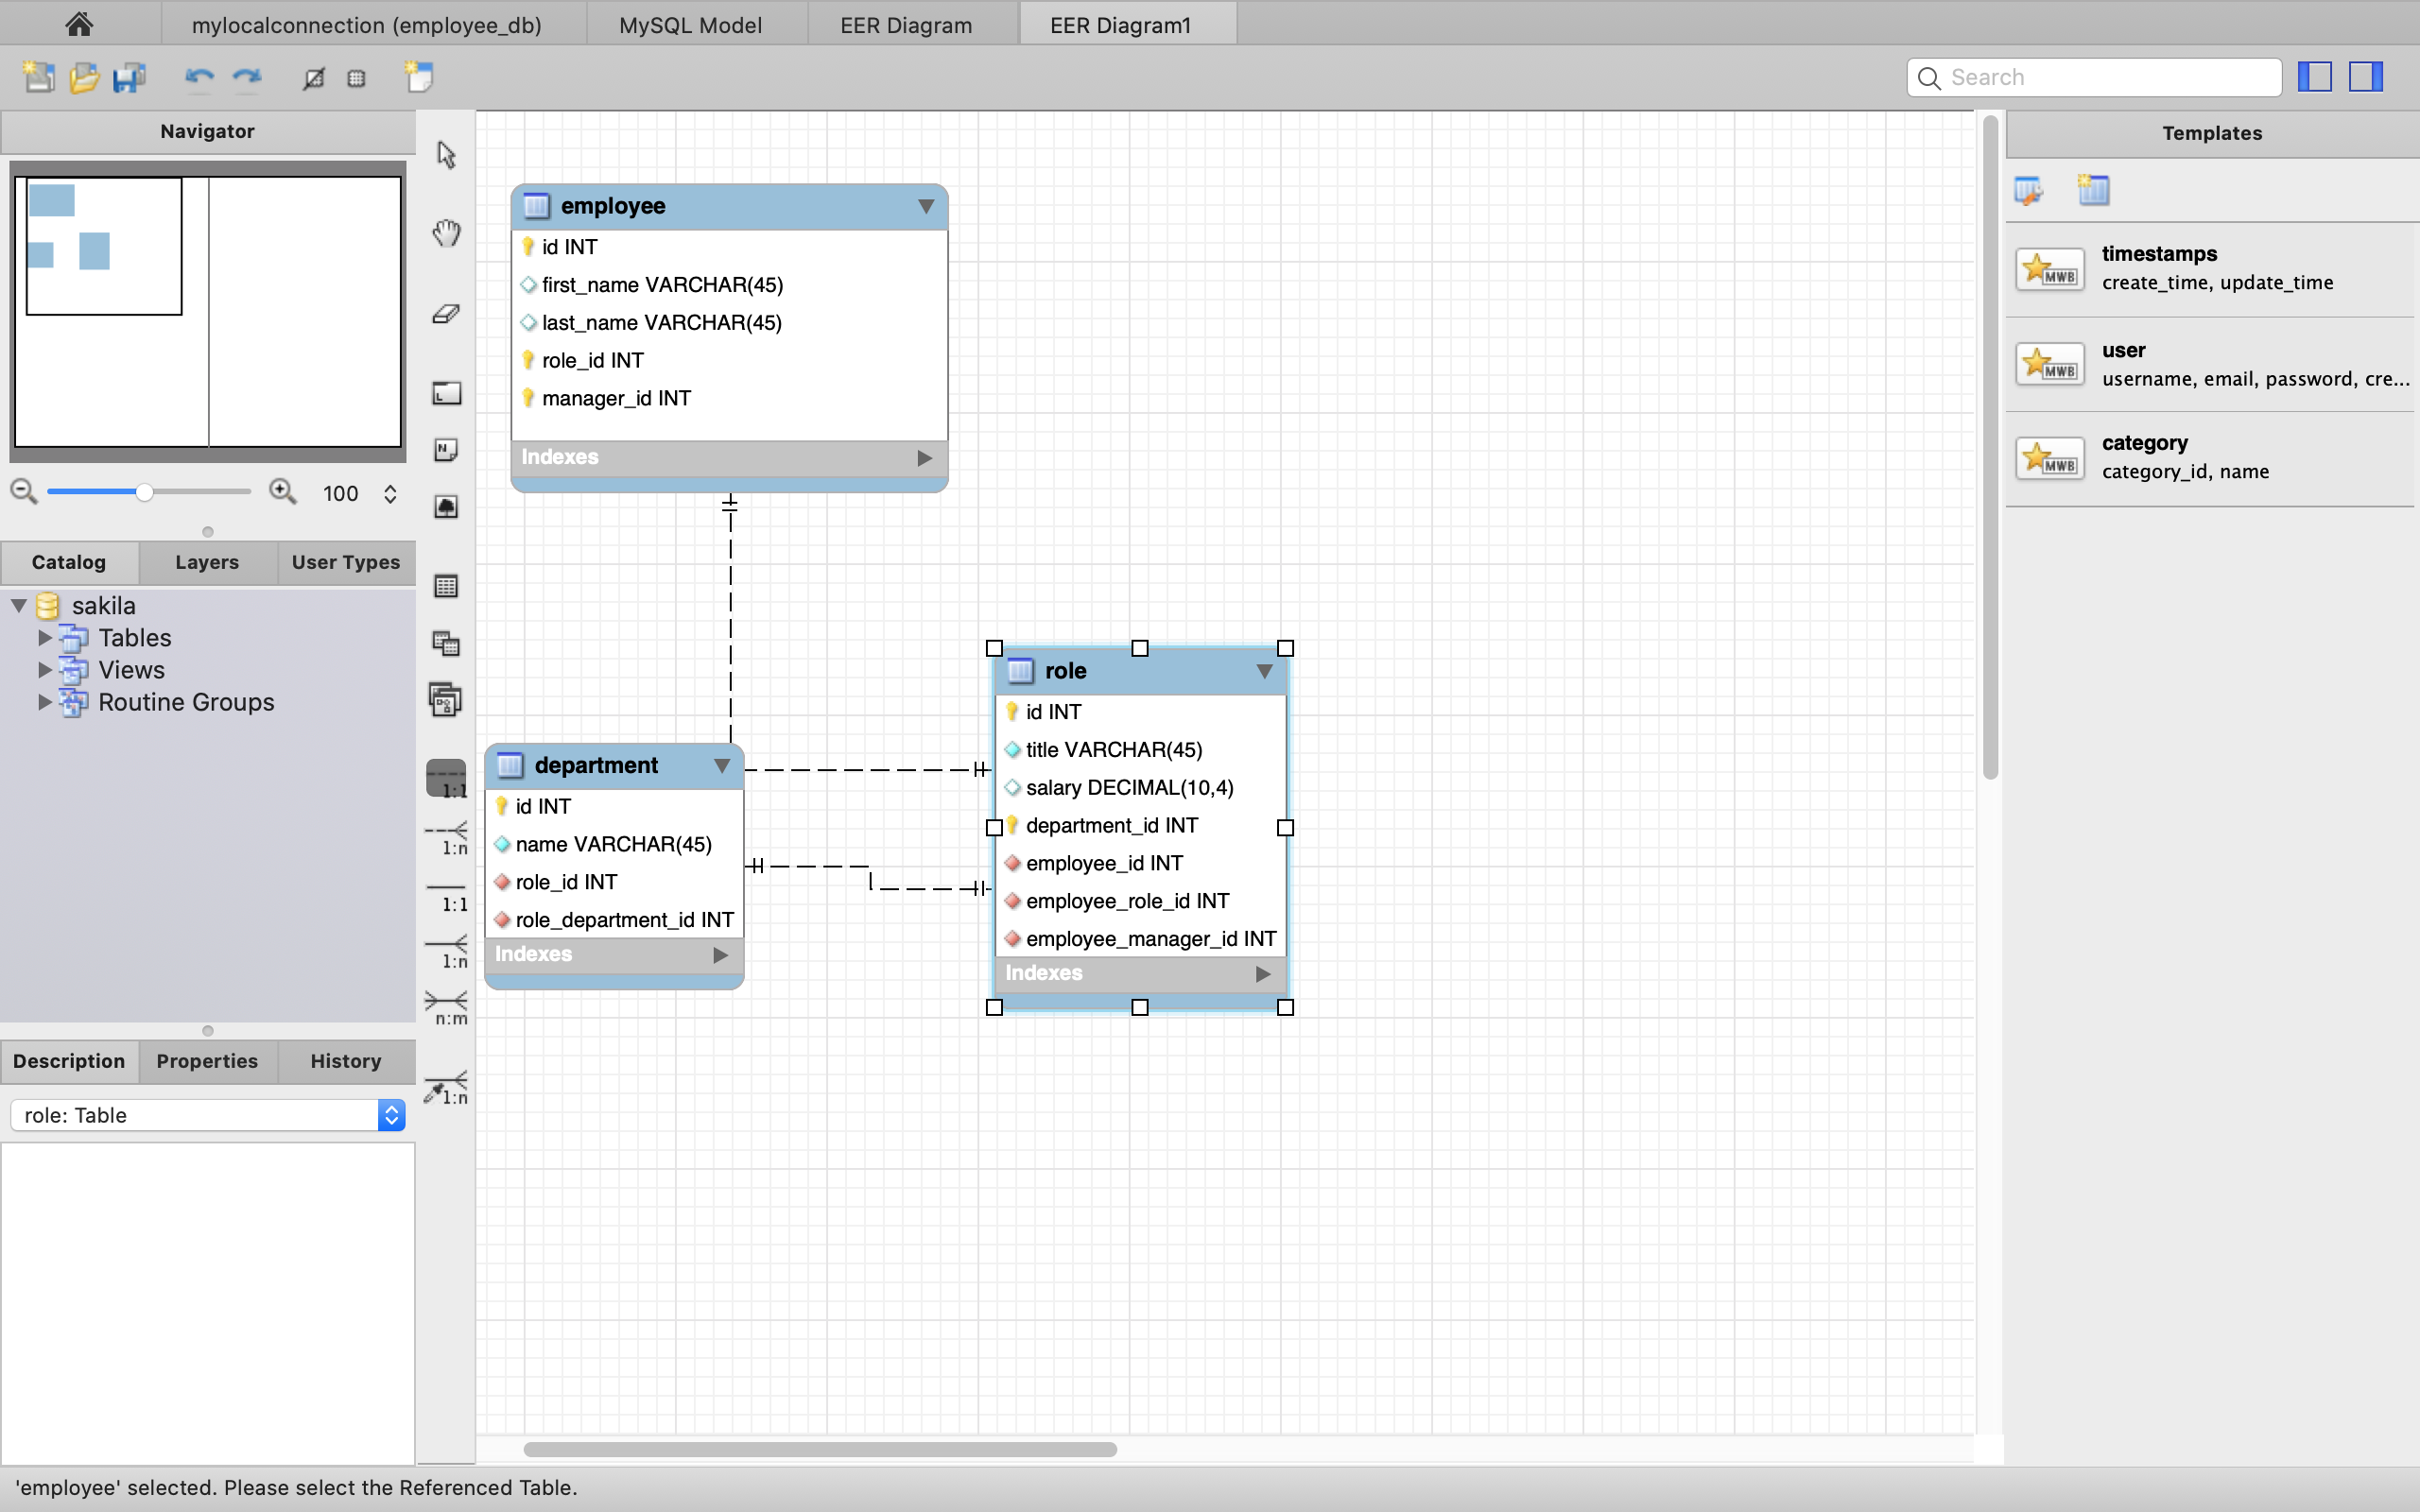 mylocalconnection (employee_db)
MySQL Model
EER Diagram
EER Diagram1
Search
Navigator
100
Catalog
Layers
User Types
sakila
Tables
Views
Routine Groups
Description
Properties
History
role: Table
L
N
1:1
1:n
1:1
1:n
n:m
1:n
employee
id INT
first_name VARCHAR(45)
last_name VARCHAR(45)
role_id INT
manager_id INT
Indexes
department
id INT
name VARCHAR(45)
role_id INT
role_department_id INT
Indexes
role
id INT
title VARCHAR(45)
salary DECIMAL(10,4)
department_id INT
employee_id INT
employee_role_id INT
employee_manager_id INT
Indexes
Templates
MWB
timestamps
create_time, update_time
MWB
user
username, email, password, cre...
MWB
category
category_id, name
'employee' selected. Please select the Referenced Table.